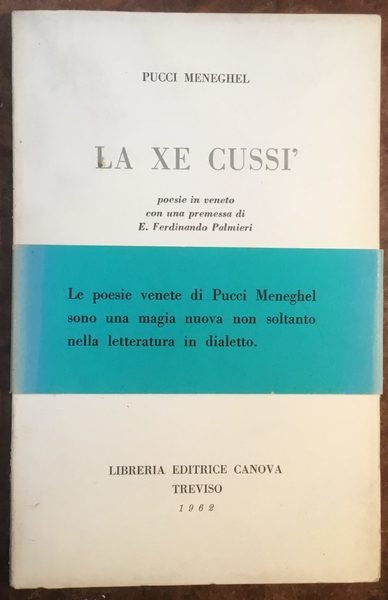 PUCCI MENEGHEL
LA XE CUSSI'
poesie in veneto
con una premessa di
E. Ferdinando Palmieri
Le poesie venete di Pucci Meneghel
sono una magia nuova non soltanto
nella letteratura in dialetto.
LIBRERIA EDITRICE CANOVA
TREVISO
1962